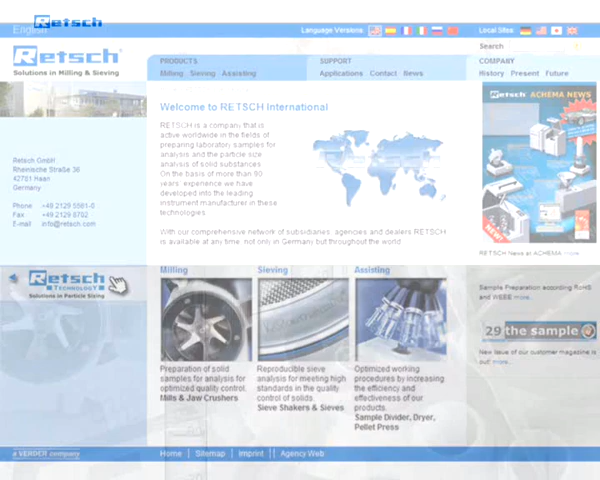 Retsch
English
Language Versions
Local Sites
Search
Retsch
Solutions in Milling & Sieving
PRODUCTS
Milling Sieving Assisting
SUPPORT
Applications Contact News
COMPANY
History Present Future
Welcome to RETSCH International
RETSCH is a company that is
active worldwide in the fields of
preparing laboratory samples for
analysis and the particle size
analysis of solid substances.
On the basis of more than 90
years' experience we have
developed into the leading
instrument manufacturer in these
technologies.
With our comprehensive network of subsidiaries, agencies and dealers RETSCH
is available at any time: not only in Germany but throughout the world
Retsch GmbH
Rheinische Straße 36
42781 Haan
Germany
Phone +49 2129 5561-0
Fax +49 2129 8702
E-mail info@retsch.com
Retsch ACHEMA NEWS
NEW!
RETSCH News at ACHEMA more...
Retsch
TECHNOLOGY
Solutions in Particle Sizing
Milling
Preparation of solid
samples for analysis for
optimized quality control.
Mills & Jaw Crushers
Sieving
Reproducible sieve
analysis for meeting high
standards in the quality
control of solids.
Sieve Shakers & Sieves
Assisting
Optimized working
procedures by increasing
the efficiency and
effectiveness of our
products.
Sample Divider, Dryer,
Pellet Press
Sample Preparation according RoHS
and WEEE more...
29 the sample
New issue of our customer magazine is
out! more...
a VERDER company
Home | Sitemap | Imprint || Agency Web